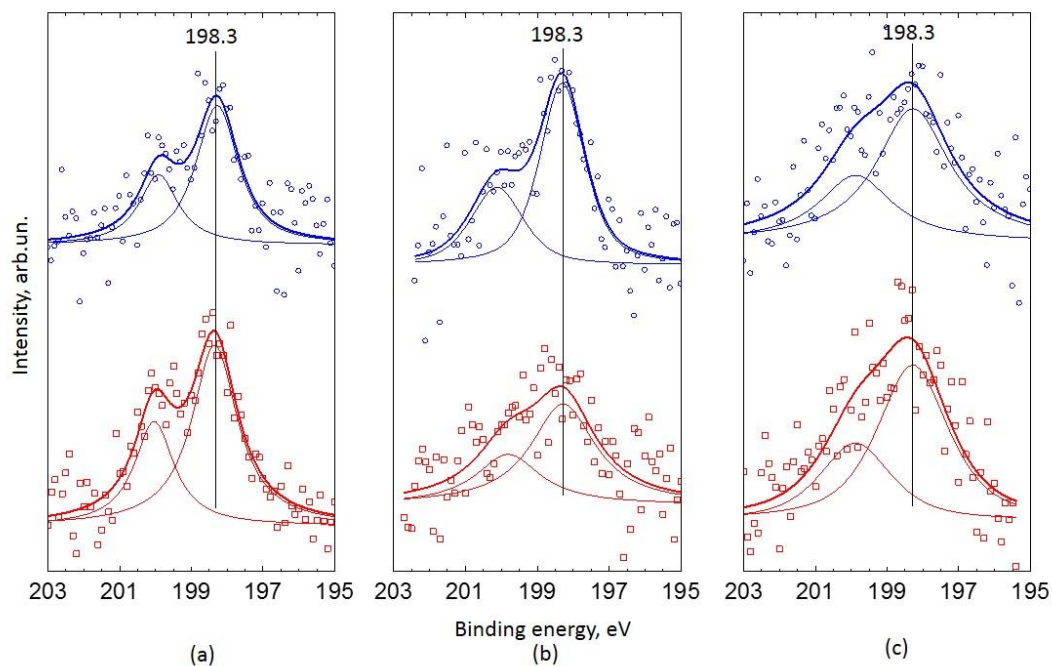 198.3
198.3
198.3
Intensity, arb.un.
203 201 199 197 195
203 201 199 197 195
203 201 199 197 195
Binding energy, eV
(a)
(b)
(c)